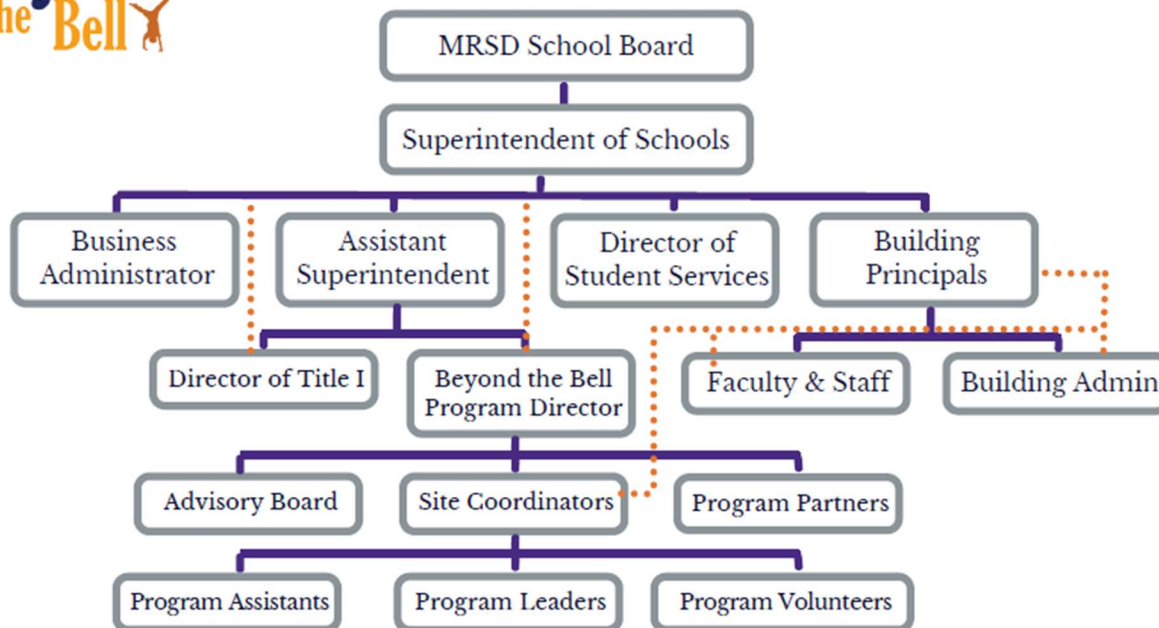 he Bell
MRSD School Board
Superintendent of Schools
Business
Administrator
Assistant
Superintendent
Director of
Student Services
Building
Principals
Director of Title I
Beyond the Bell
Program Director
Faculty & Staff
Building Admin
Advisory Board
Site Coordinators
Program Partners
Program Assistants
Program Leaders
Program Volunteers